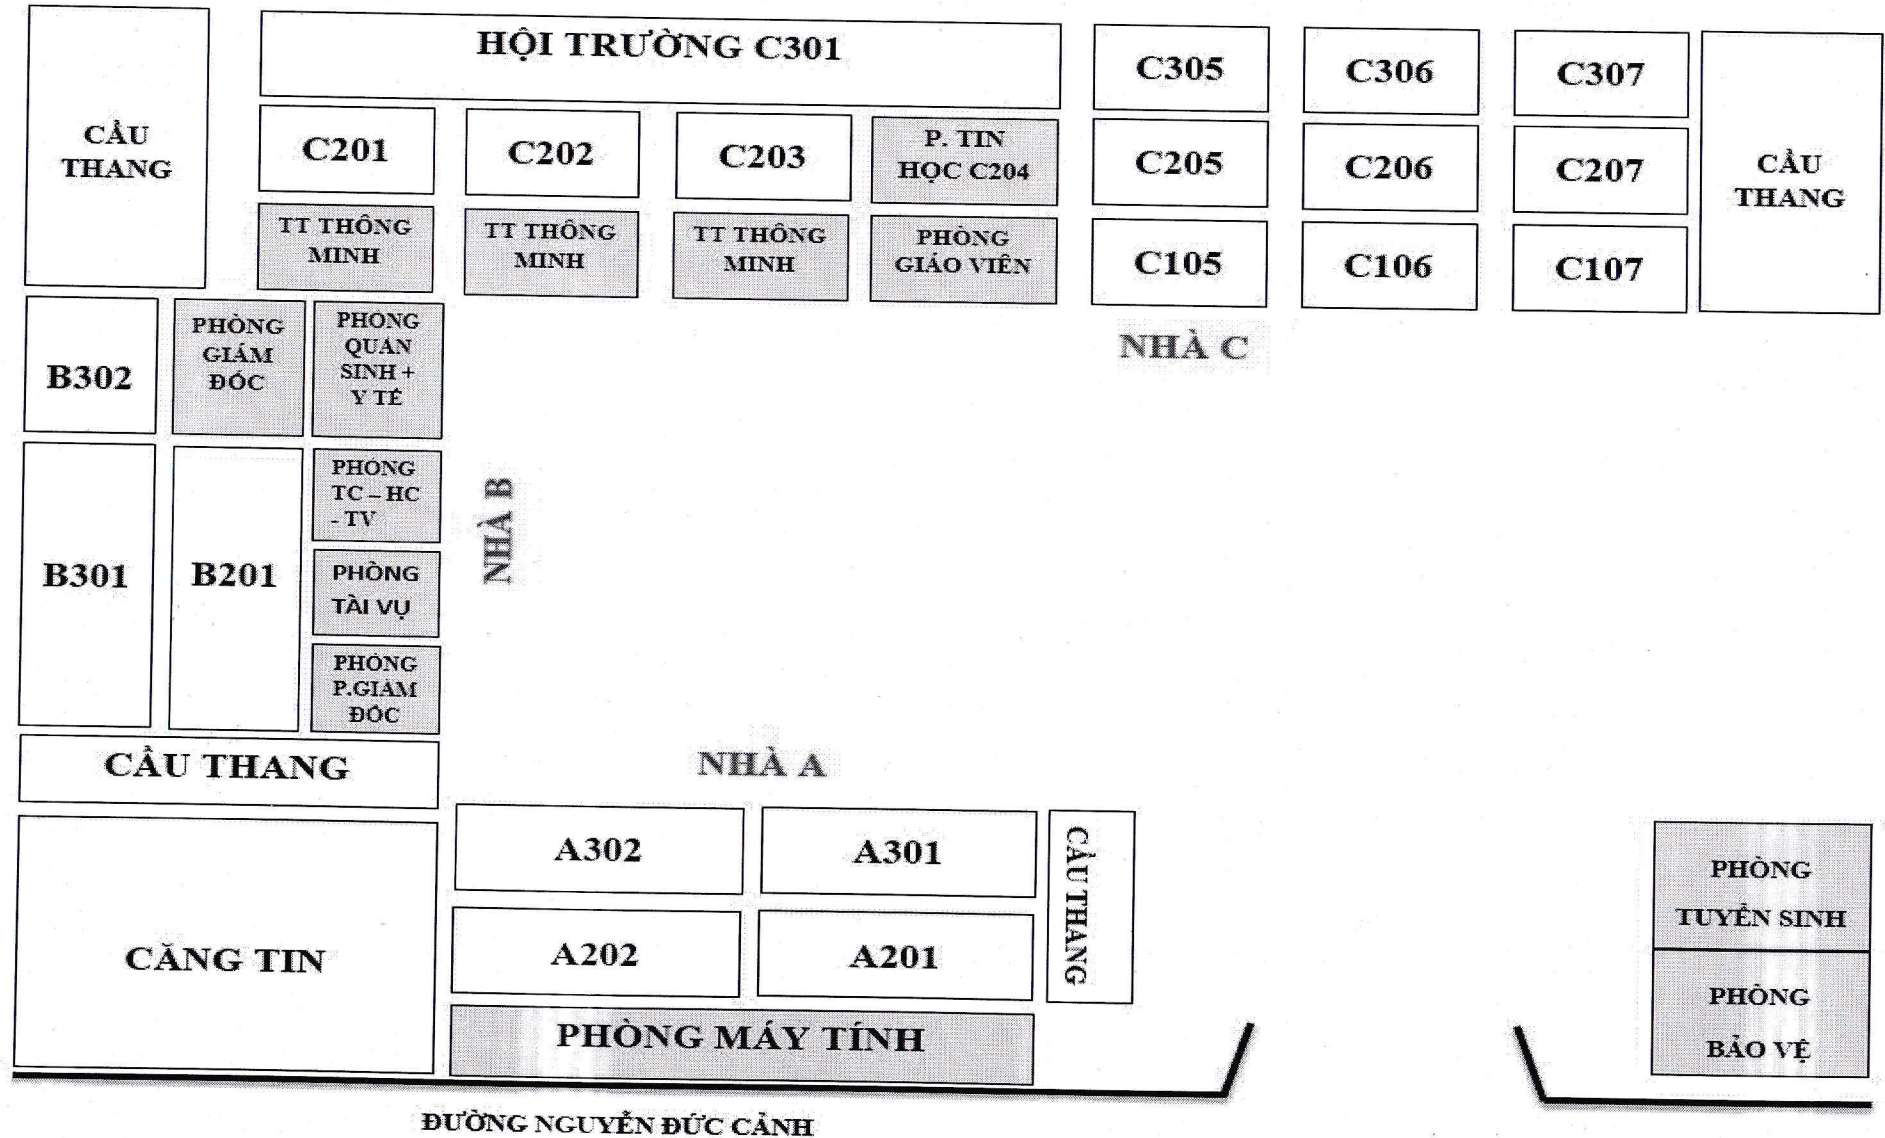 HỘI TRƯỜNG C301
C305
C306
C307
CẦU
THANG
C201
C202
C203
P. TIN
HỌC C204
C205
C206
C207
CẦU
THANG
TT THÔNG
MINH
TT THÔNG
MINH
TT THÔNG
MINH
PHÒNG
GIÁO VIÊN
C105
C106
C107
B302
PHÒNG
GIÁM
ĐỐC
PHÒNG
QUẢN
SINH +
Y TẾ
NHÀ C
B301
B201
PHÒNG
TC – HC
- TV
PHÒNG
TÀI VỤ
PHÒNG
P.GIÁM
ĐỐC
NHÀ B
CẦU THANG
NHÀ A
A302
A301
CẦU THANG
CĂNG TIN
A202
A201
PHÒNG MÁY TÍNH
PHÒNG
TUYỂN SINH
PHÒNG
BẢO VỆ
ĐƯỜNG NGUYỄN ĐỨC CẢNH